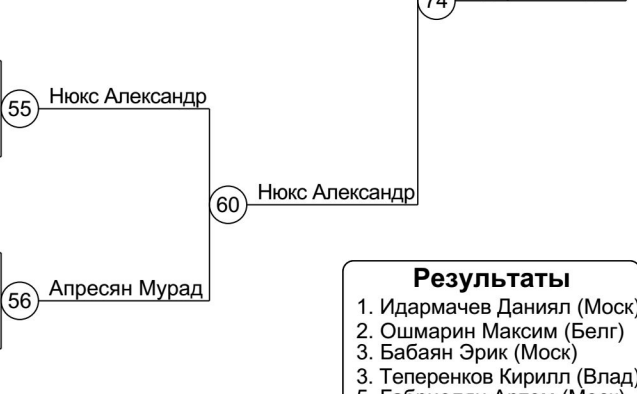 74
55
Нюкс Александр
60
Нюкс Александр
56
Апресян Мурад
Результаты
1. Идармачев Даниял (Моск)
2. Ошмарин Максим (Белг)
3. Бабаян Эрик (Моск)
3. Теперенков Кирилл (Влад)